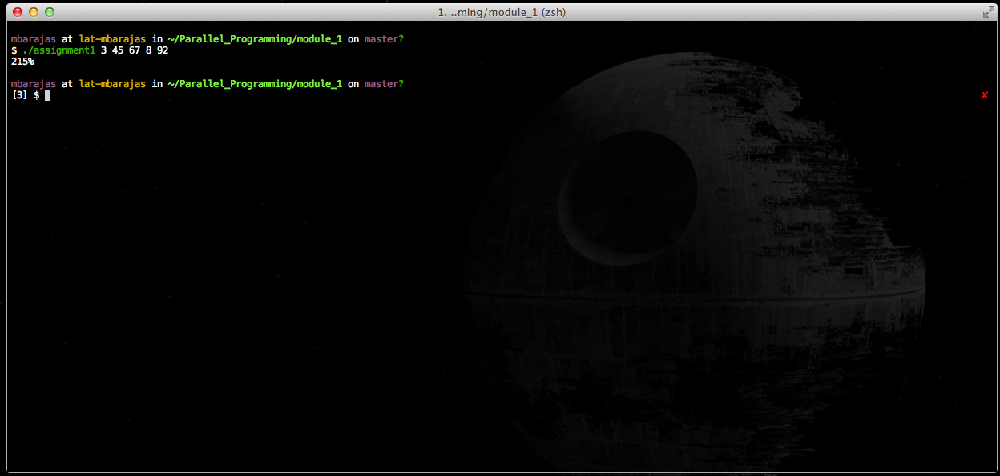 1. ..ming/module_1 (zsh)
mbarajas at lat-mbarajas in ~/Parallel_Programming/module_1 on master?
$ ./assignment1 3 45 67 8 92
215%
mbarajas at lat-mbarajas in ~/Parallel_Programming/module_1 on master?
[3] $ ✘